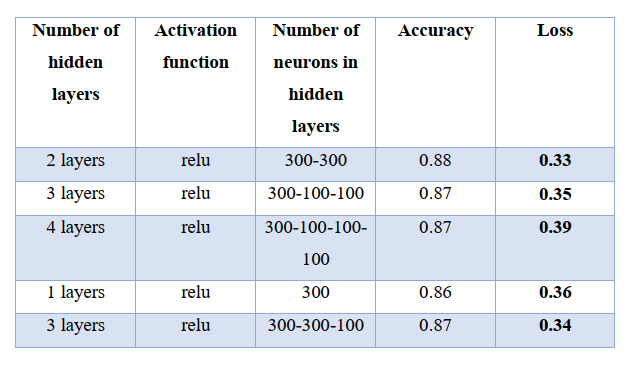 Number of hidden layers Activation function Number of neurons in hidden layers Accuracy Loss
2 layers relu 300-300 0.88 0.33
3 layers relu 300-100-100 0.87 0.35
4 layers relu 300-100-100-100 0.87 0.39
1 layers relu 300 0.86 0.36
3 layers relu 300-300-100 0.87 0.34